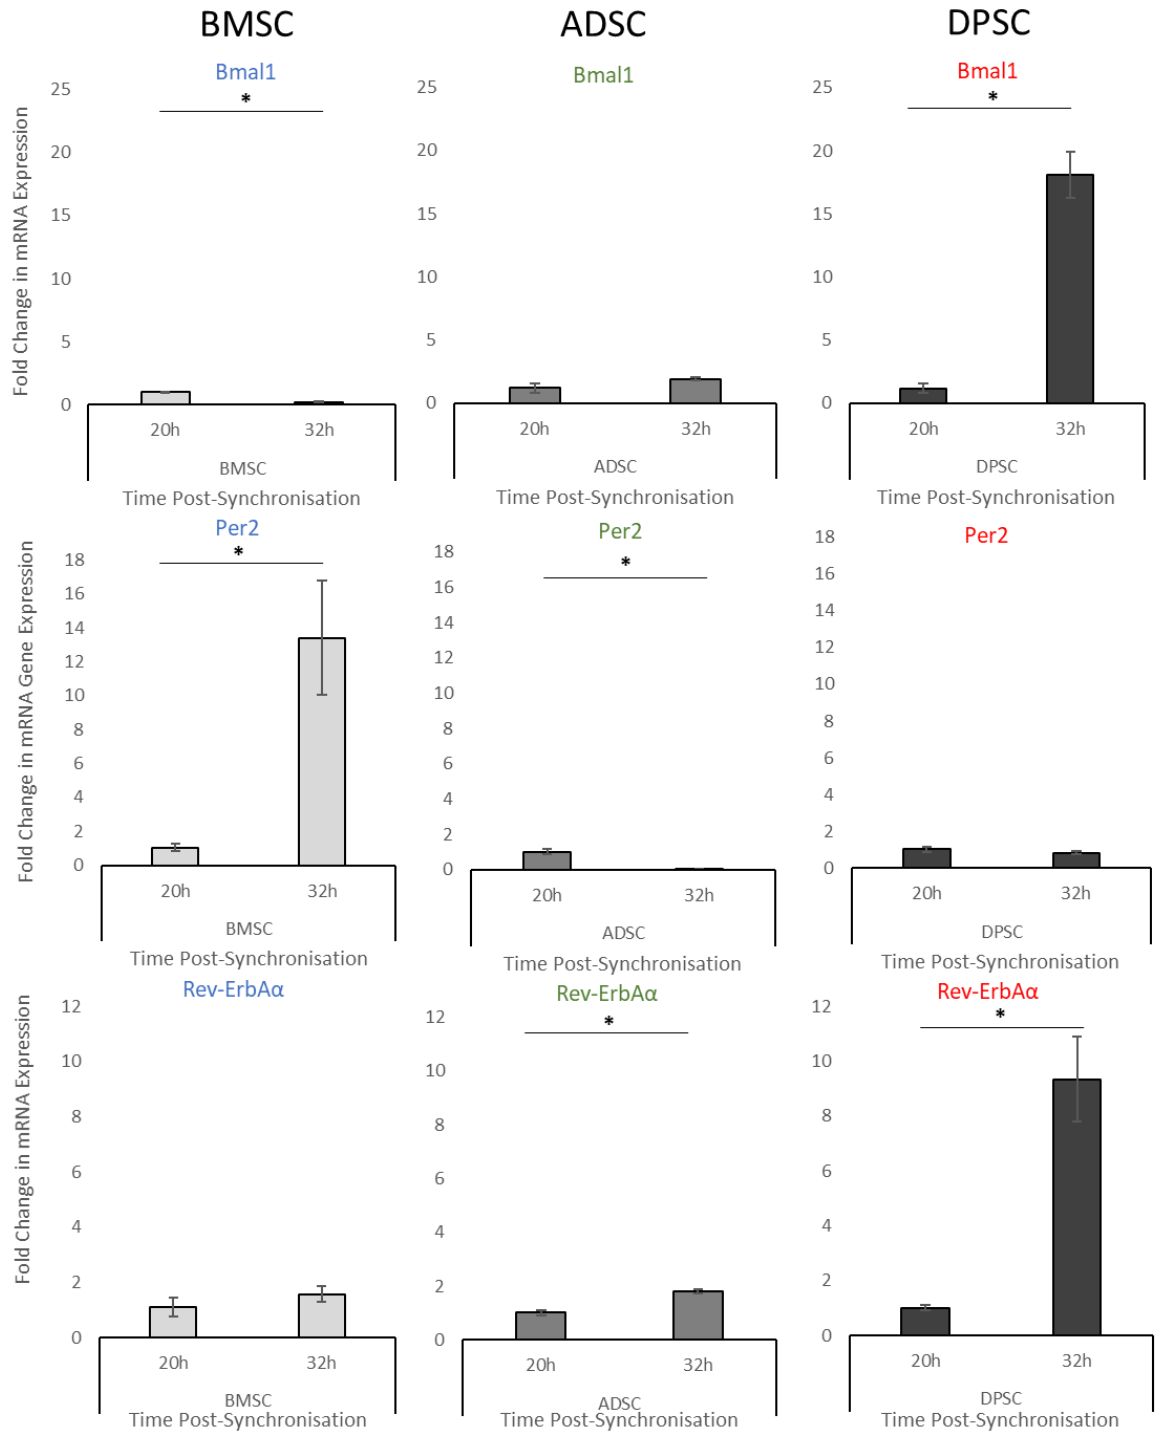 BMSC ADSC DPSC
Bmal1 Bmal1 Bmal1
* *
Fold Change in mRNA Expression
25 25 25
20 20 20
15 15 15
10 10 10
5 5 5
0 0 0
20h 32h 20h 32h 20h 32h
BMSC ADSC DPSC
Time Post-Synchronisation Time Post-Synchronisation Time Post-Synchronisation
Per2 Per2 Per2
* *
Fold Change in mRNA Gene Expression
18 18 18
16 16 16
14 14 14
12 12 12
10 10 10
8 8 8
6 6 6
4 4 4
2 2 2
0 0 0
20h 32h 20h 32h 20h 32h
BMSC ADSC DPSC
Time Post-Synchronisation Time Post-Synchronisation Time Post-Synchronisation
Rev-ErbAα Rev-ErbAα Rev-ErbAα
* *
Fold Change in mRNA Expression
12 12 12
10 10 10
8 8 8
6 6 6
4 4 4
2 2 2
0 0 0
20h 32h 20h 32h 20h 32h
BMSC ADSC DPSC
Time Post-Synchronisation Time Post-Synchronisation Time Post-Synchronisation